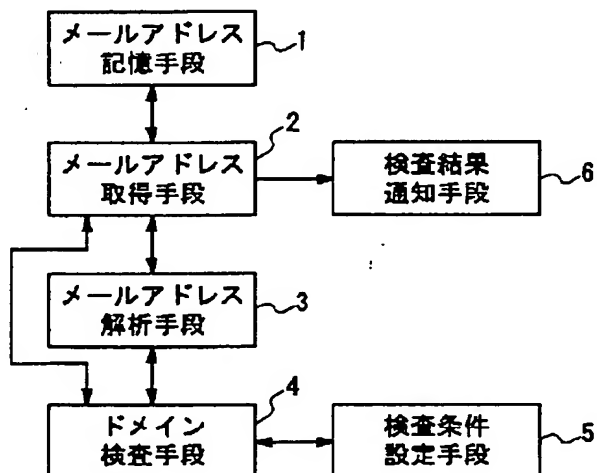 メールアドレス
記憶手段
1
メールアドレス
取得手段
2
検査結果
通知手段
6
メールアドレス
解析手段
3
ドメイン
検査手段
4
検査条件
設定手段
5